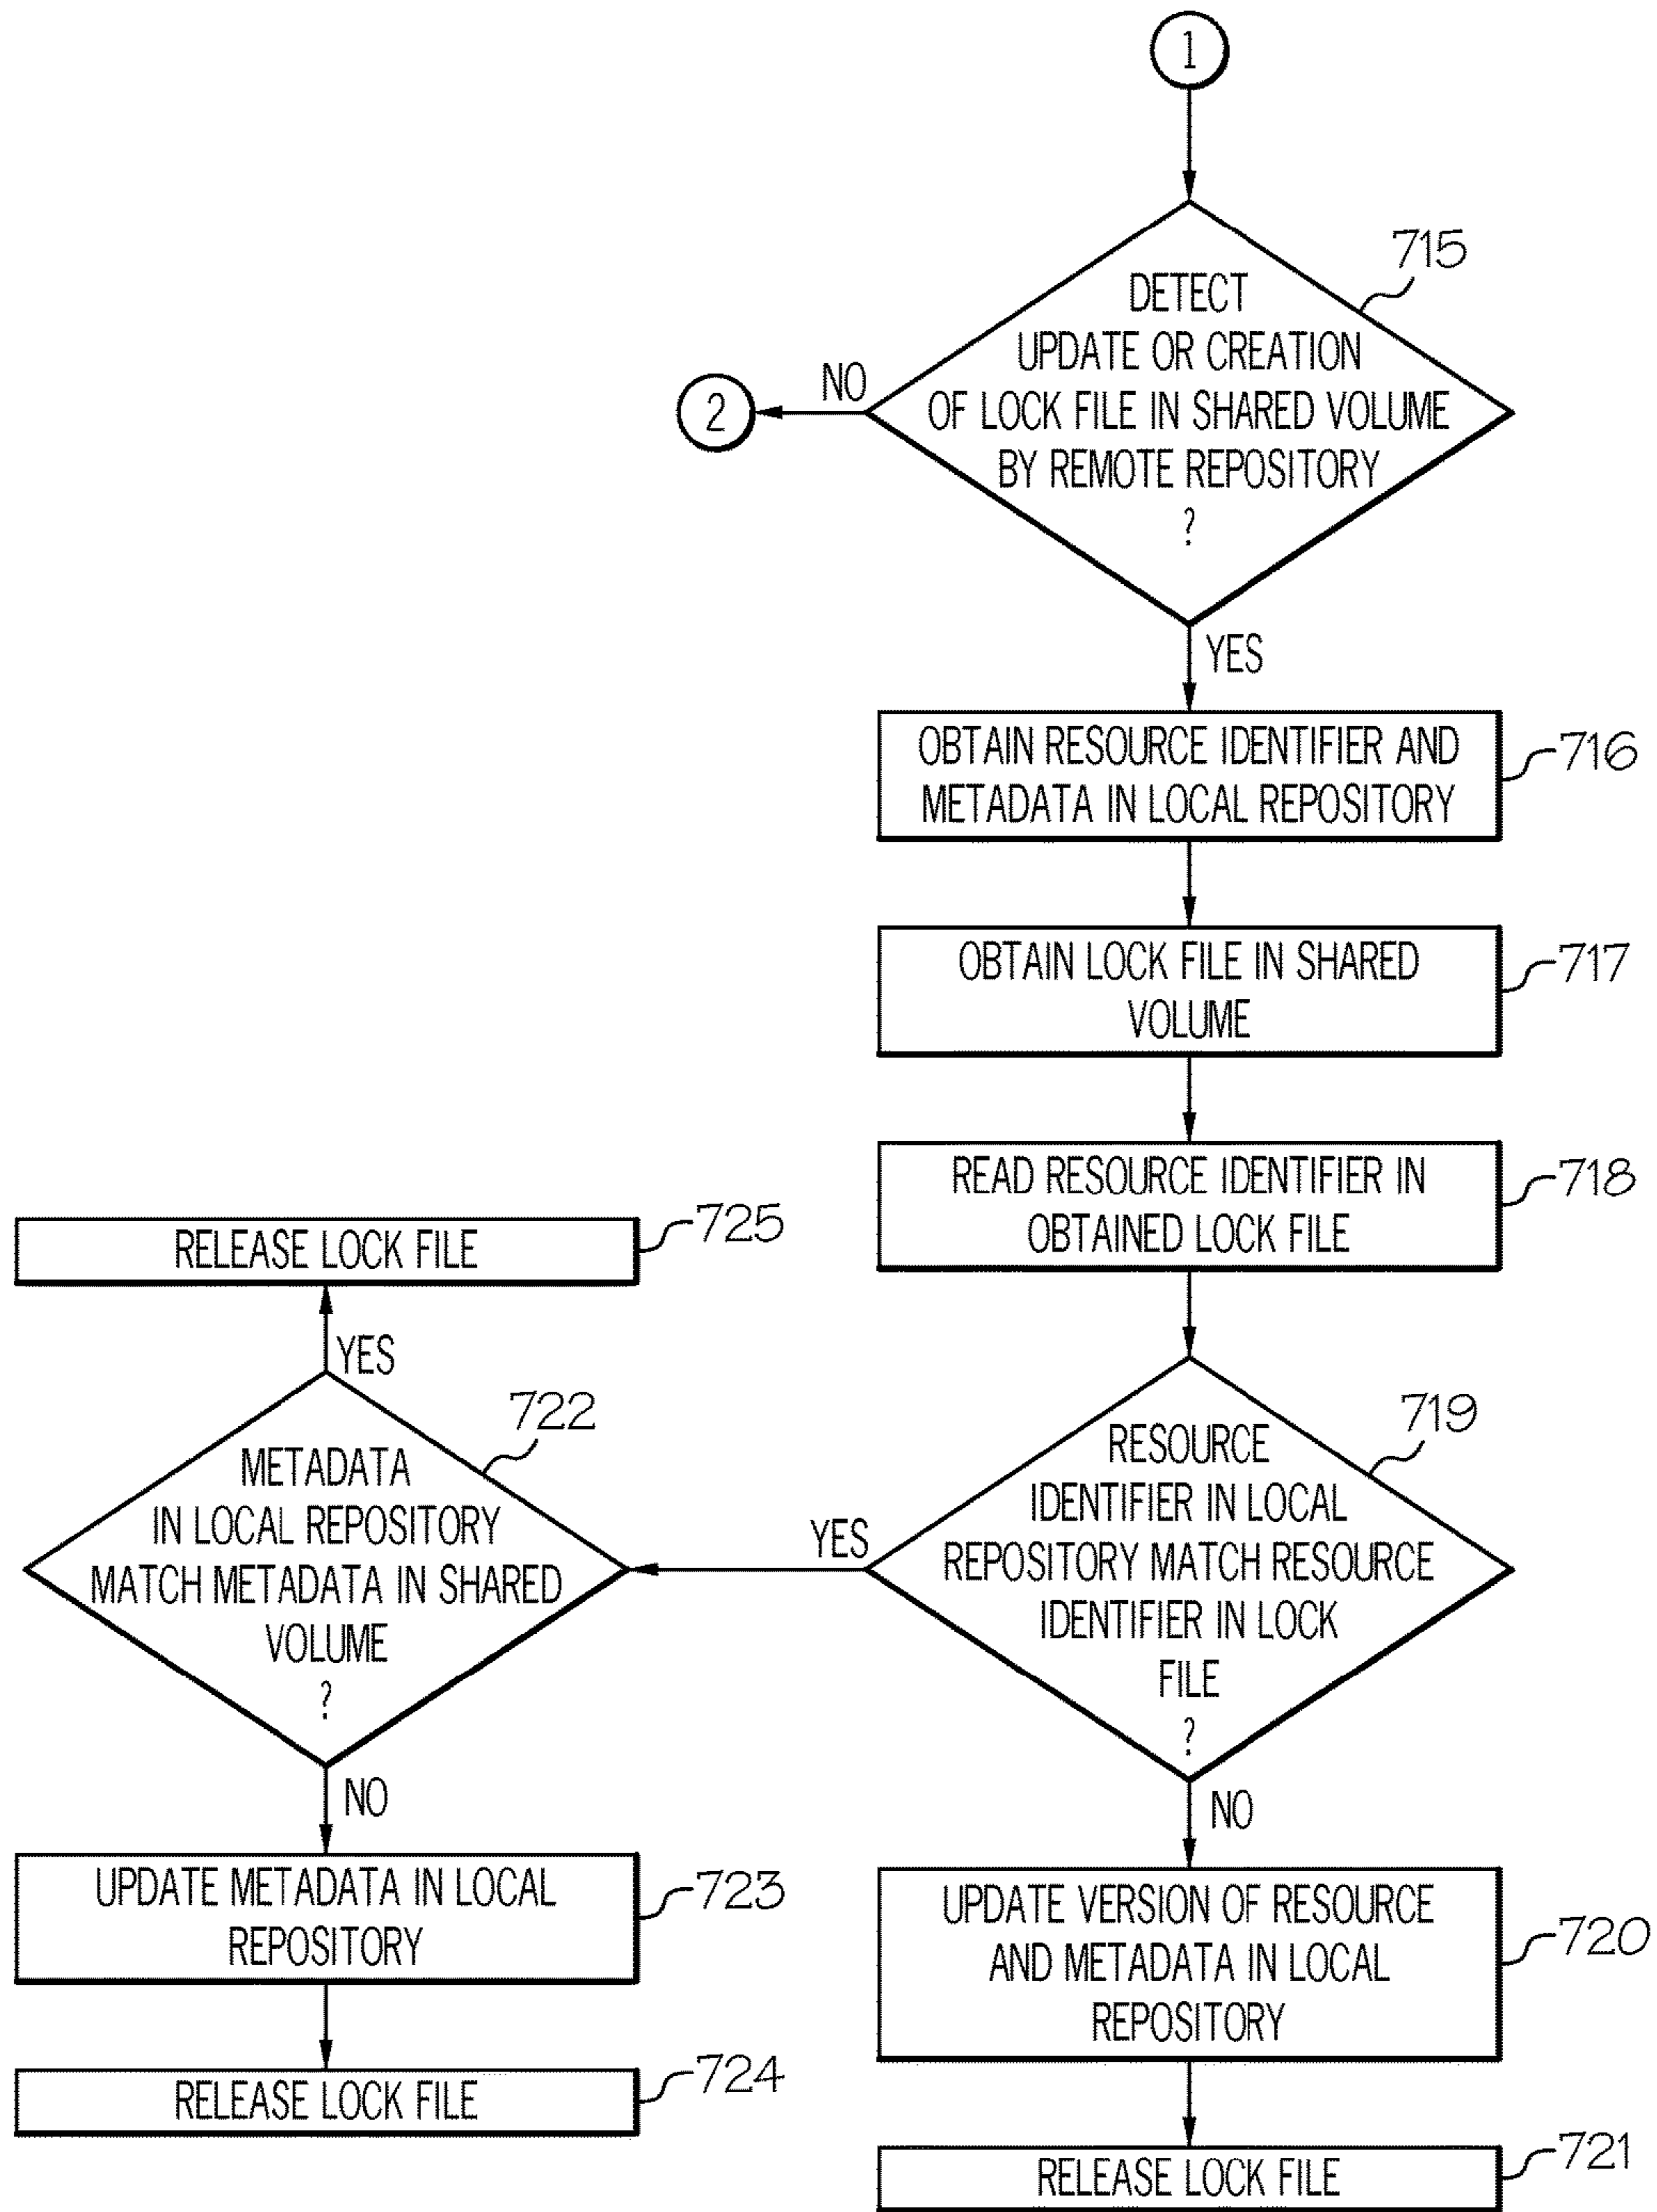 1
715
DETECT
UPDATE OR CREATION
OF LOCK FILE IN SHARED VOLUME
BY REMOTE REPOSITORY
?
NO
2
YES
OBTAIN RESOURCE IDENTIFIER AND
METADATA IN LOCAL REPOSITORY
716
OBTAIN LOCK FILE IN SHARED
VOLUME
717
READ RESOURCE IDENTIFIER IN
OBTAINED LOCK FILE
718
RESOURCE
IDENTIFIER IN LOCAL
REPOSITORY MATCH RESOURCE
IDENTIFIER IN LOCK
FILE
?
719
YES
NO
UPDATE VERSION OF RESOURCE
AND METADATA IN LOCAL
REPOSITORY
720
RELEASE LOCK FILE
721
METADATA
IN LOCAL REPOSITORY
MATCH METADATA IN SHARED
VOLUME
?
722
YES
RELEASE LOCK FILE
725
NO
UPDATE METADATA IN LOCAL
REPOSITORY
723
RELEASE LOCK FILE
724